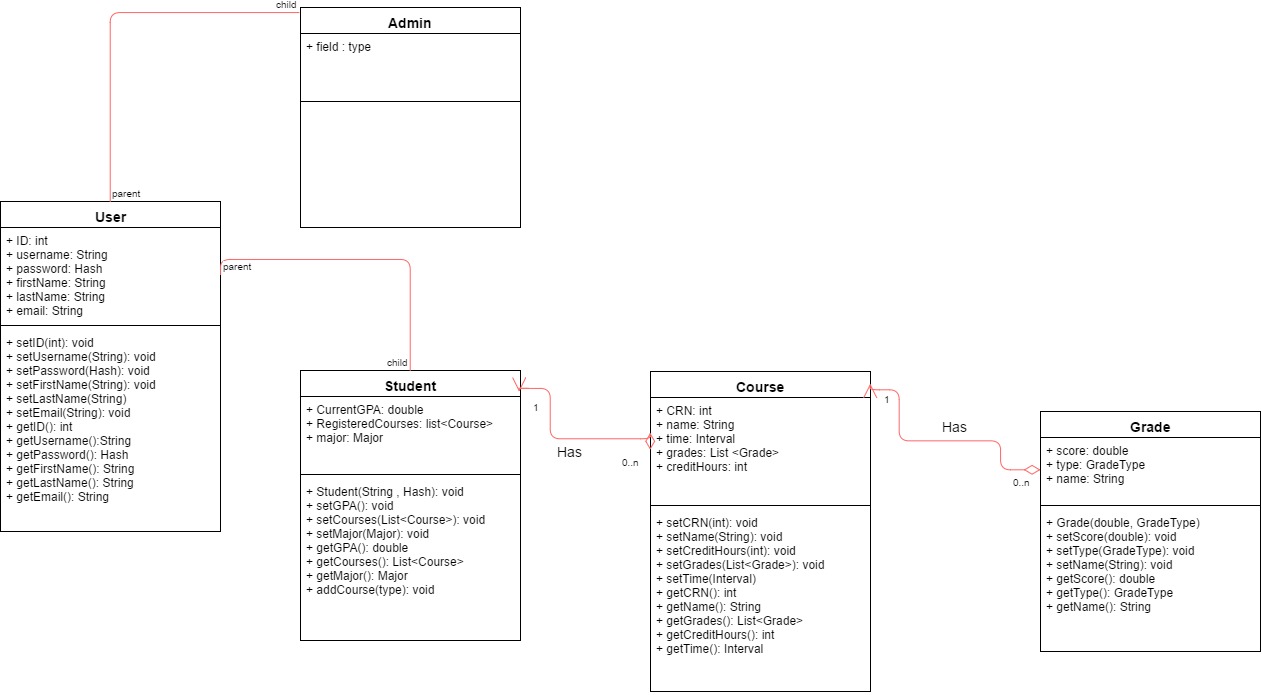 child
Admin
+ field : type
parent
User
+ ID: int
+ username: String
+ password: Hash
+ firstName: String
+ lastName: String
+ email: String
+ setID(int): void
+ setUsername(String): void
+ setPassword(Hash): void
+ setFirstName(String): void
+ setLastName(String)
+ setEmail(String): void
+ getID(): int
+ getUsername():String
+ getPassword(): Hash
+ getFirstName(): String
+ getLastName(): String
+ getEmail(): String
parent
child
Student
+ CurrentGPA: double
+ RegisteredCourses: list<Course>
+ major: Major
+ Student(String , Hash): void
+ setGPA(): void
+ setCourses(List<Course>): void
+ setMajor(Major): void
+ getGPA(): double
+ getCourses(): List<Course>
+ getMajor(): Major
+ addCourse(type): void
1
Has
0..n
Course
+ CRN: int
+ name: String
+ time: Interval
+ grades: List <Grade>
+ creditHours: int
+ setCRN(int): void
+ setName(String): void
+ setCreditHours(int): void
+ setGrades(List<Grade>): void
+ setTime(Interval)
+ getCRN(): int
+ getName(): String
+ getGrades(): List<Grade>
+ getCreditHours(): int
+ getTime(): Interval
1
Has
0..n
Grade
+ score: double
+ type: GradeType
+ name: String
+ Grade(double, GradeType)
+ setScore(double): void
+ setType(GradeType): void
+ setName(String): void
+ getScore(): double
+ getType(): GradeType
+ getName(): String